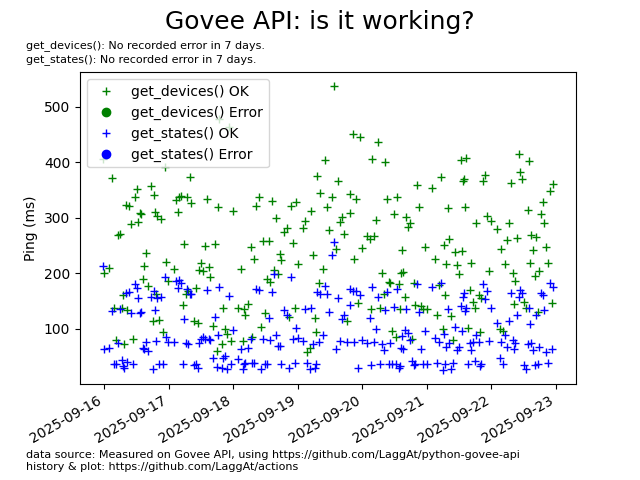 Govee API: is it working?
get_devices(): No recorded error in 7 days.
get_states(): No recorded error in 7 days.
get_devices() OK
get_devices() Error
get_states() OK
get_states() Error
Ping (ms)
500
400
300
200
100
2025-09-16
2025-09-17
2025-09-18
2025-09-19
2025-09-20
2025-09-21
2025-09-22
2025-09-23
data source: Measured on Govee API, using https://github.com/LaggAt/python-govee-api
history & plot: https://github.com/LaggAt/actions